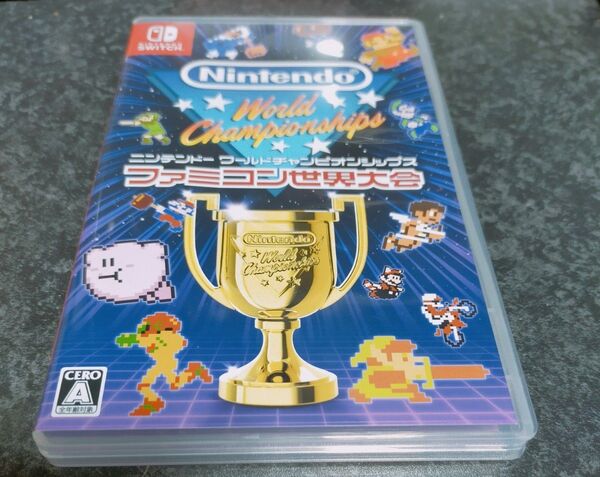 NINTENDO
SWITCH
Nintendo
World
Championships
ニンテンドー ワールドチャンピオンシップス
ファミコン世界大会
Nintendo
World
Championships
CERO
A
全年齢対象